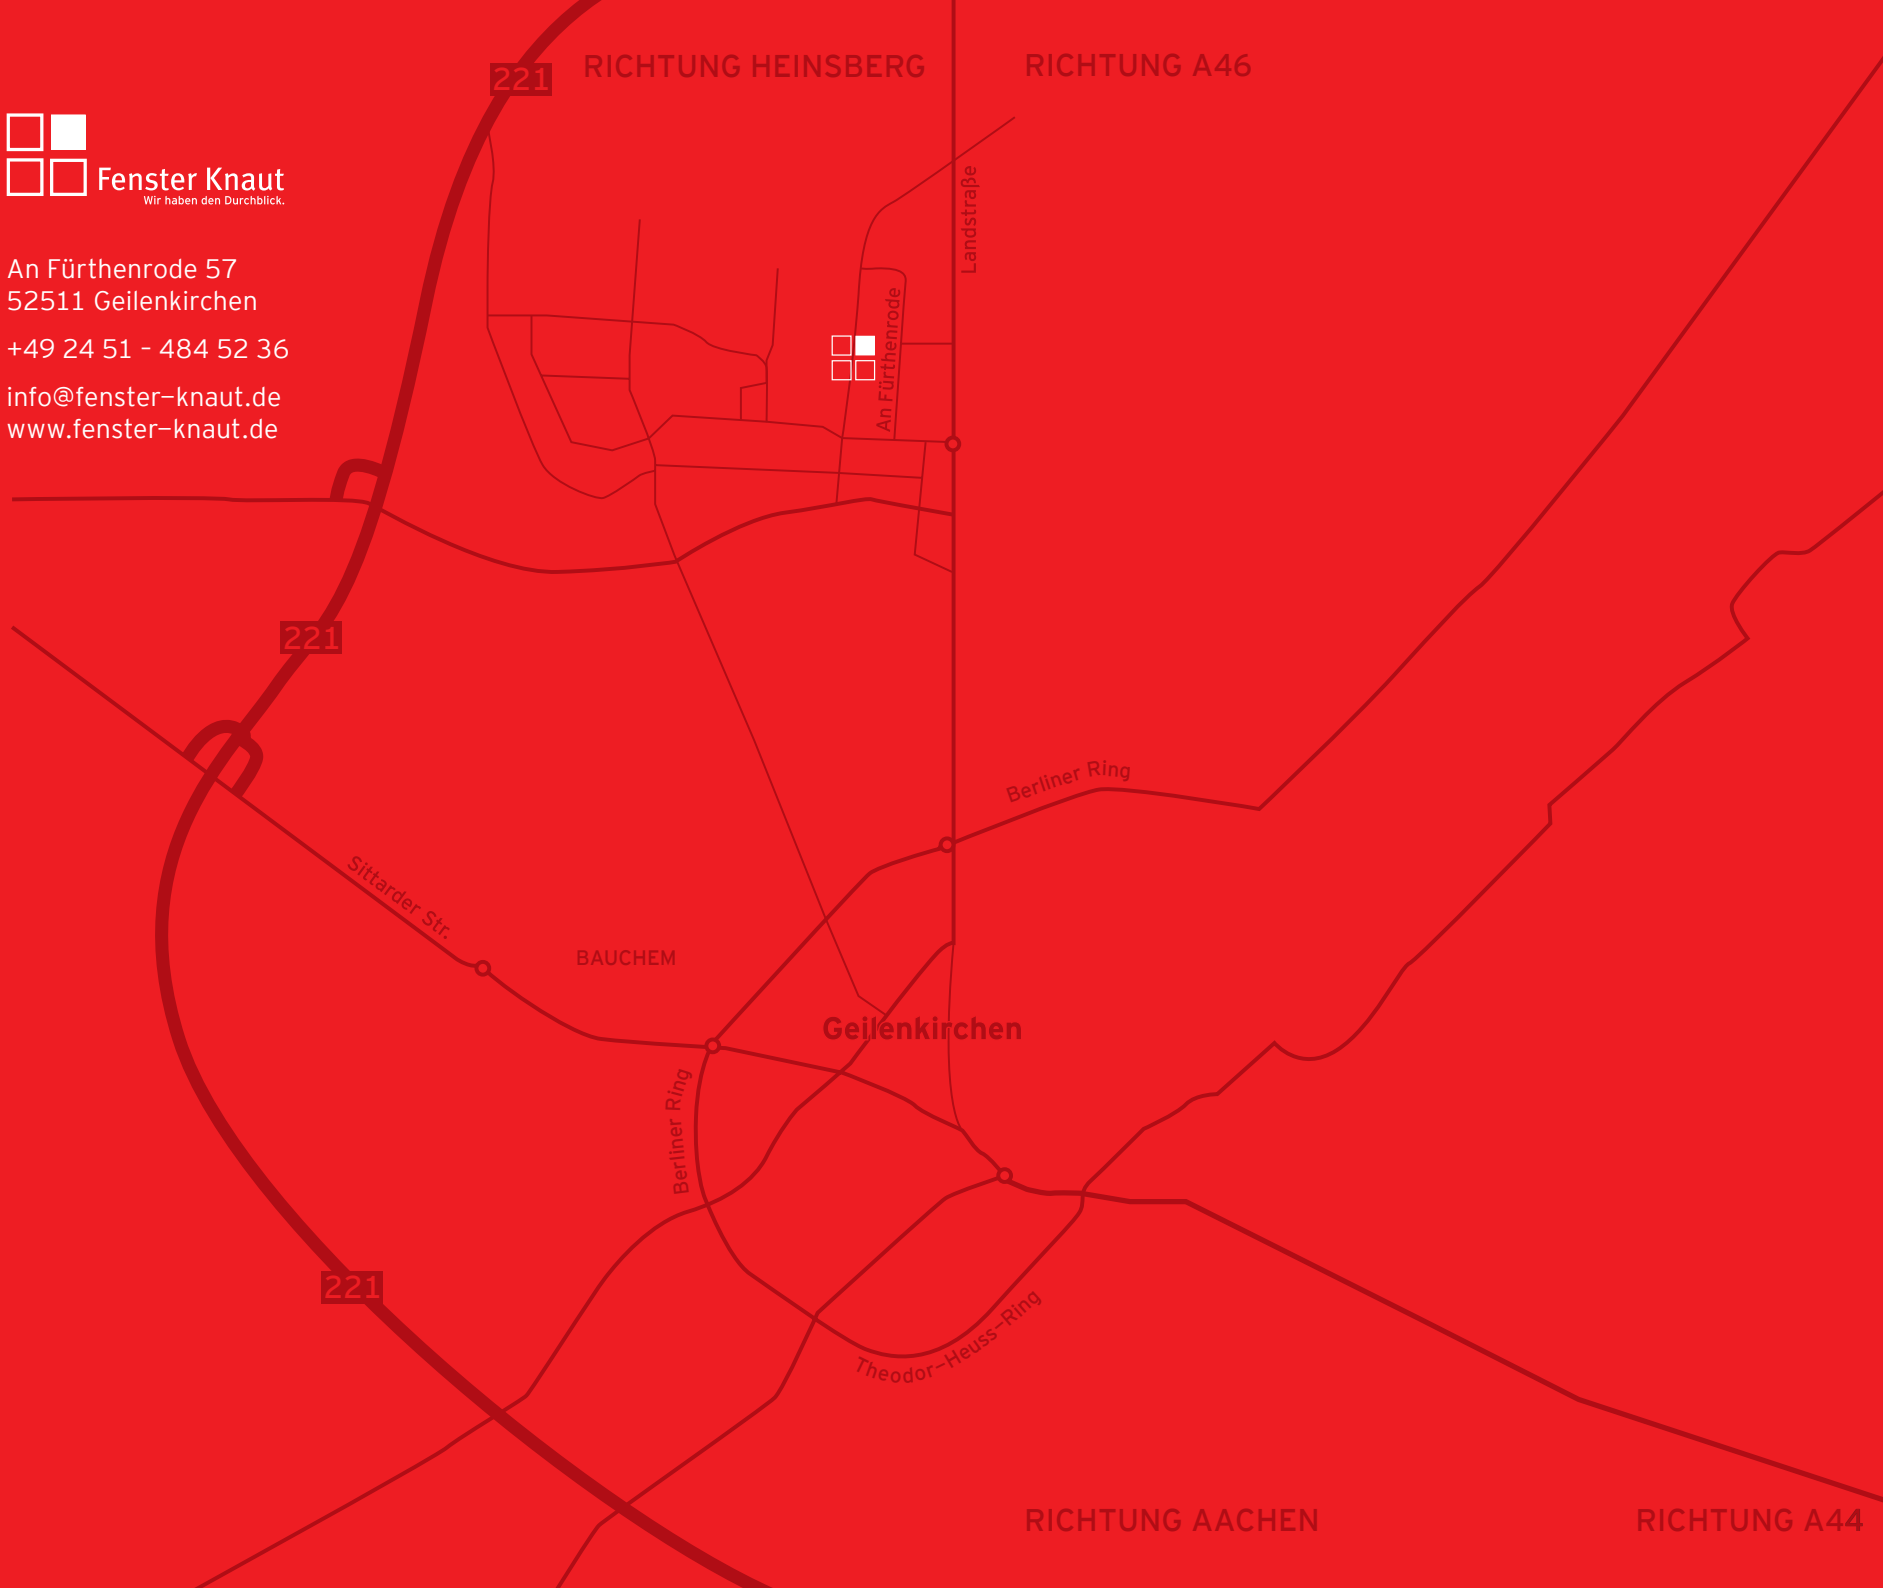 221
RICHTUNG HEINSBERG
RICHTUNG A46
Fenster Knaut
Wir haben den Durchblick.
Landstraße
An Fürthenrode 57
52511 Geilenkirchen
+49 24 51 - 484 52 36
info@fenster-knaut.de
www.fenster-knaut.de
An Fürthenrode
221
Berliner Ring
Sittarder Str.
BAUCHEM
Geilenkirchen
Berliner Ring
221
Theodor-Heuss-Ring
RICHTUNG AACHEN
RICHTUNG A44